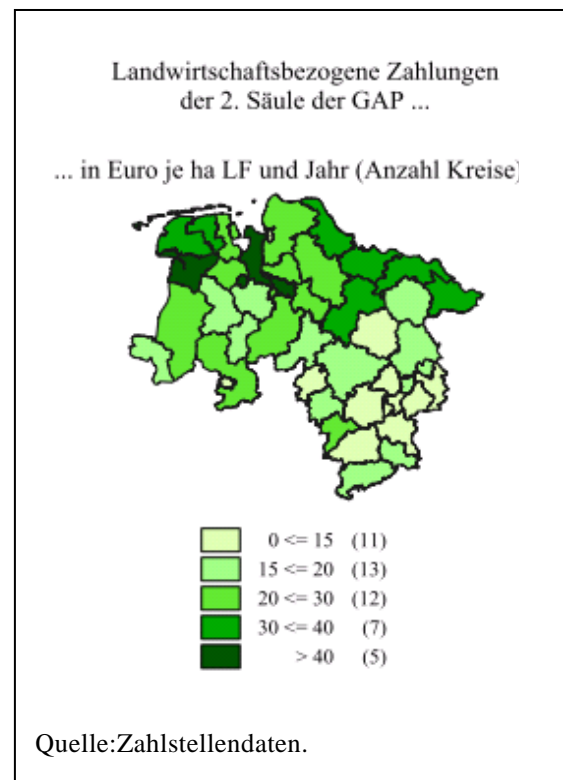 Landwirtschaftsbezogene Zahlungen
der 2. Säule der GAP ...
... in Euro je ha LF und Jahr (Anzahl Kreise)
0 <= 15 (11)
15 <= 20 (13)
20 <= 30 (12)
30 <= 40 (7)
> 40 (5)
Quelle:Zahlstellendaten.